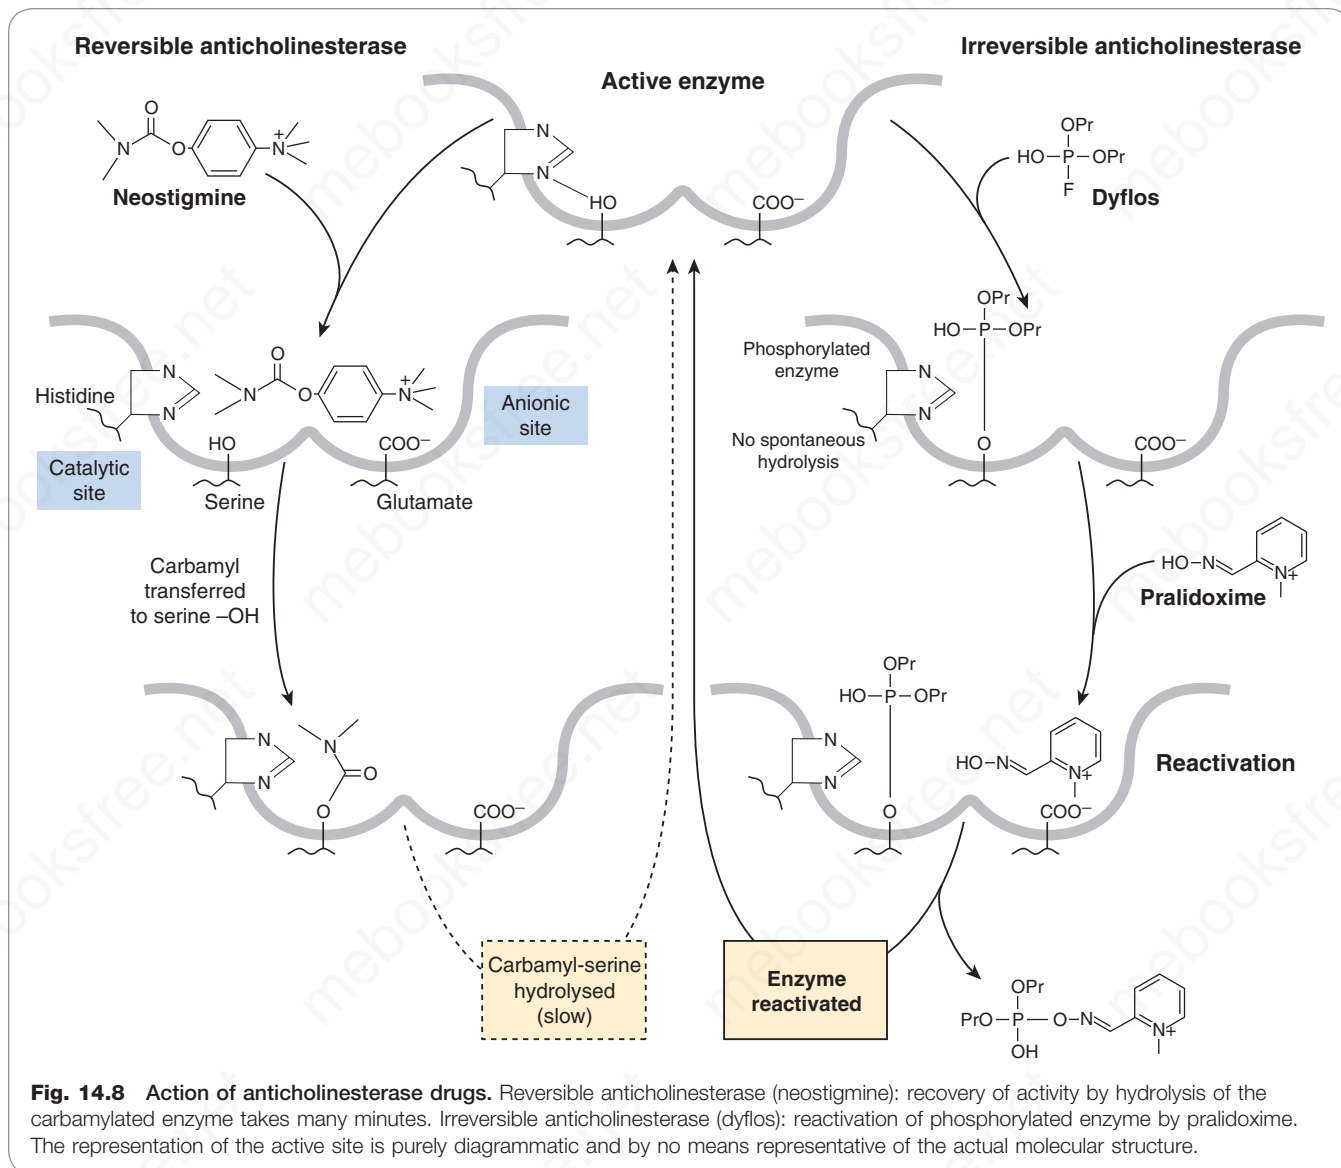 Reversible anticholinesterase
Irreversible anticholinesterase
Active enzyme
O
N
O
N
+
Neostigmine
N
N
HO
COO–
OPr
HO–P–OPr
F
Dyflos
Histidine
N
N
O
N
O
N
+
HO
COO–
Anionic
site
Catalytic
site
Serine
Glutamate
OPr
HO–P–OPr
Phosphorylated
enzyme
N
N
No spontaneous
hydrolysis
O
COO–
Carbamyl
transferred
to serine –OH
HO–N
N+
Pralidoxime
N
N
N
O
O
COO–
OPr
HO–P–OPr
N
N
O
HO–N
N+
COO–
Reactivation
Carbamyl-serine
hydrolysed
(slow)
Enzyme
reactivated
OPr
PrO–P–O–N
OH
N+
Fig. 14.8 Action of anticholinesterase drugs. Reversible anticholinesterase (neostigmine): recovery of activity by hydrolysis of the
carbamylated enzyme takes many minutes. Irreversible anticholinesterase (dyflos): reactivation of phosphorylated enzyme by pralidoxime.
The representation of the active site is purely diagrammatic and by no means representative of the actual molecular structure.
mebooksfree.net